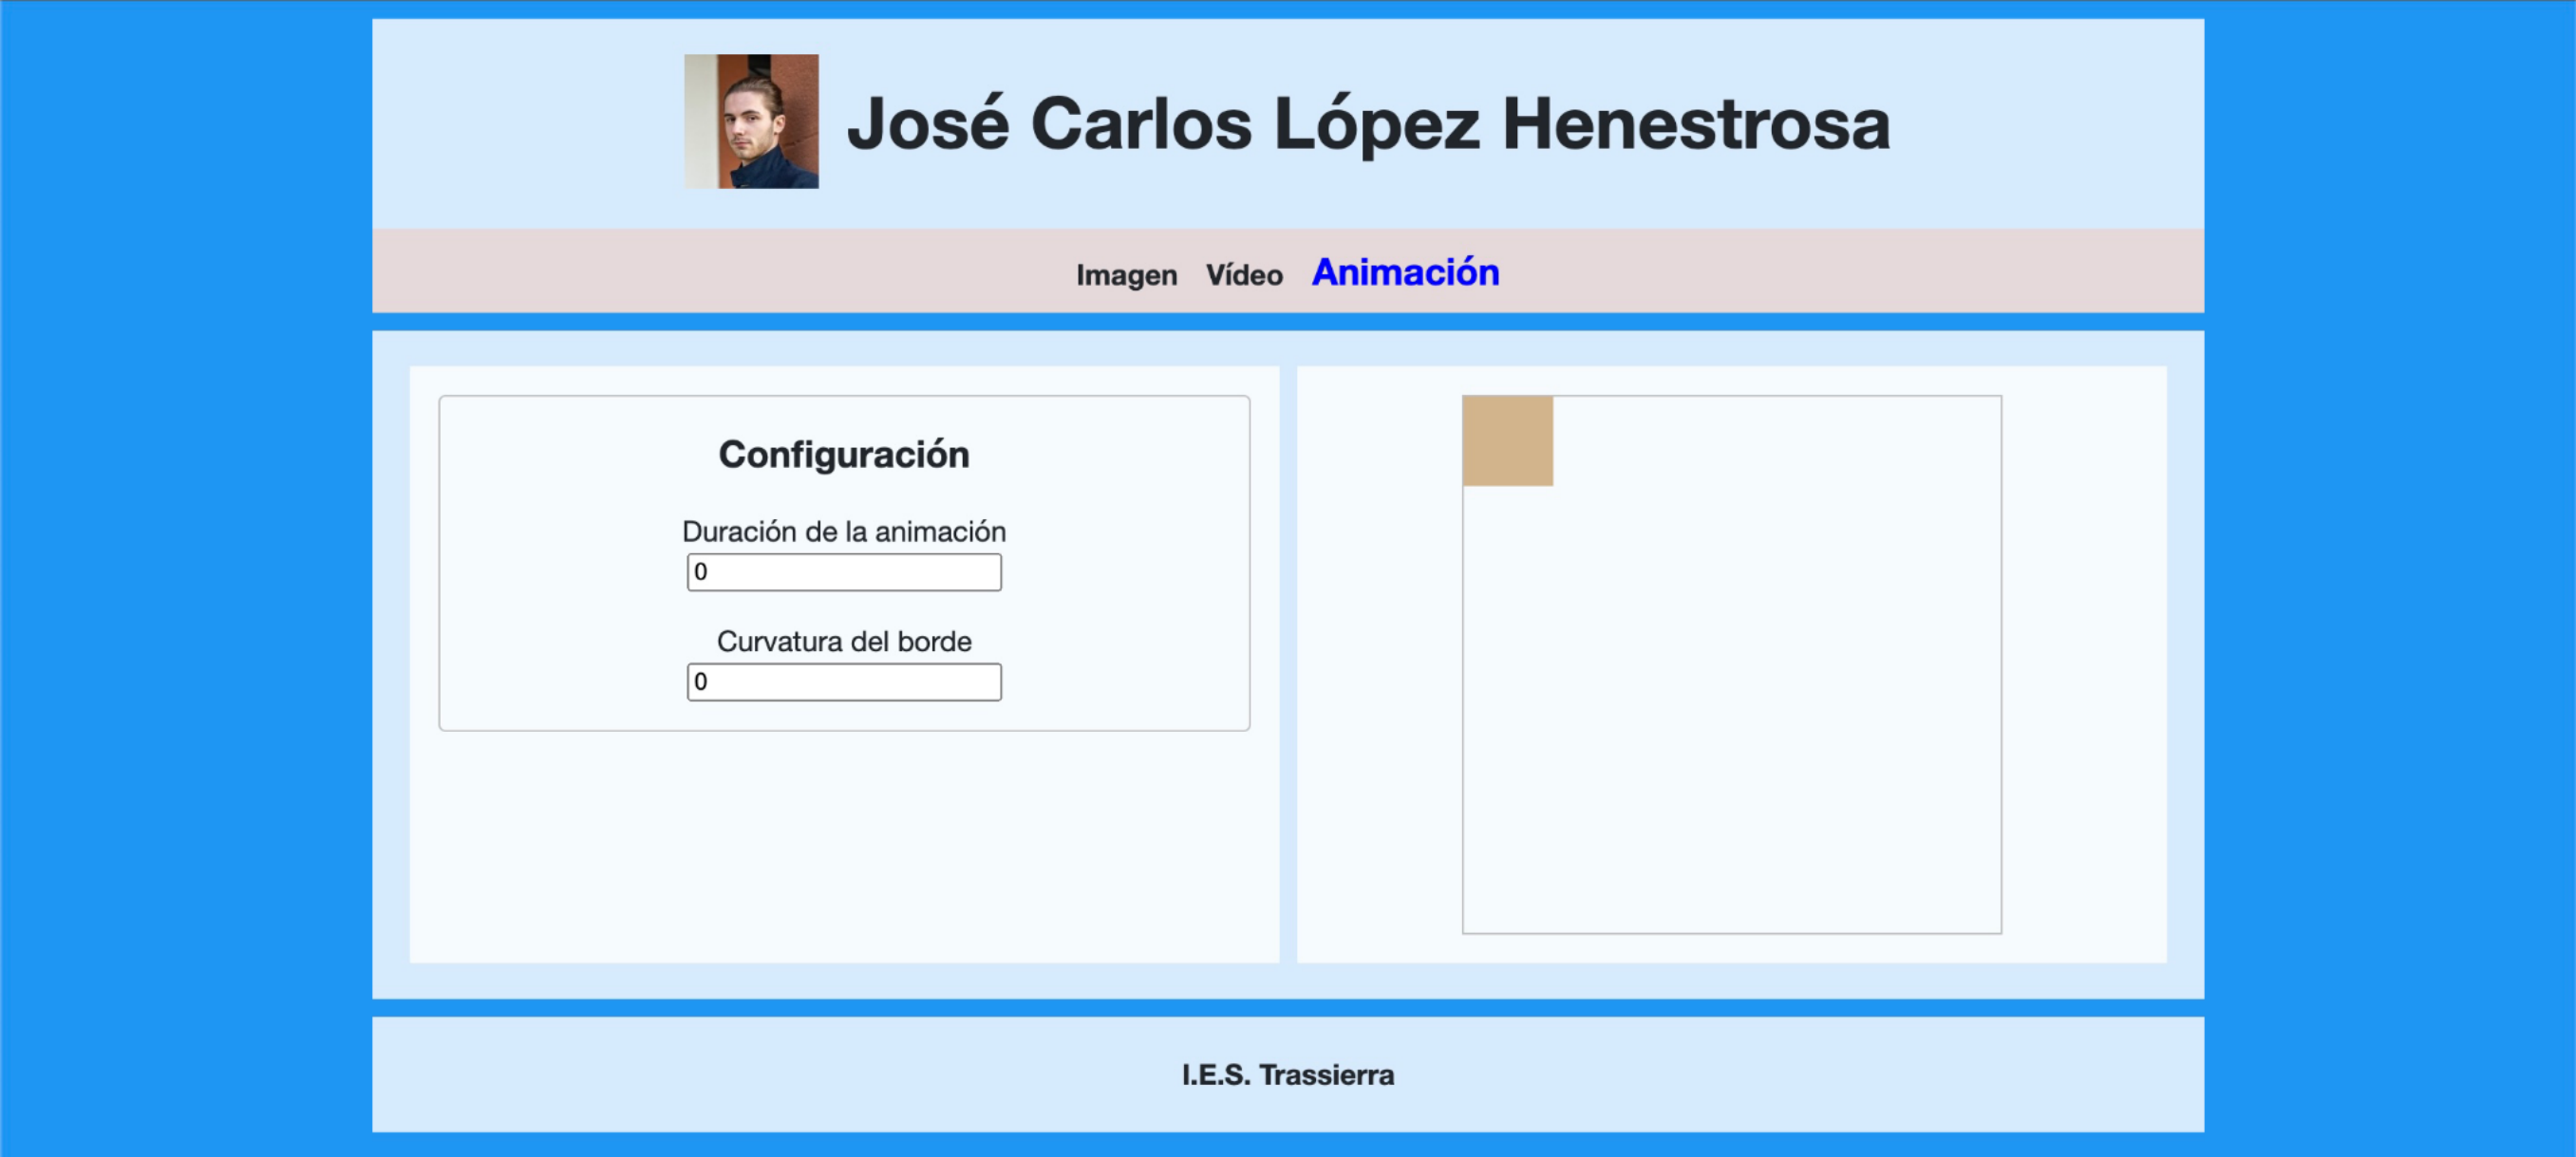 José Carlos López Henestrosa
Imagen Vídeo Animación
Configuración
Duración de la animación
0
Curvatura del borde
0
I.E.S. Trassierra